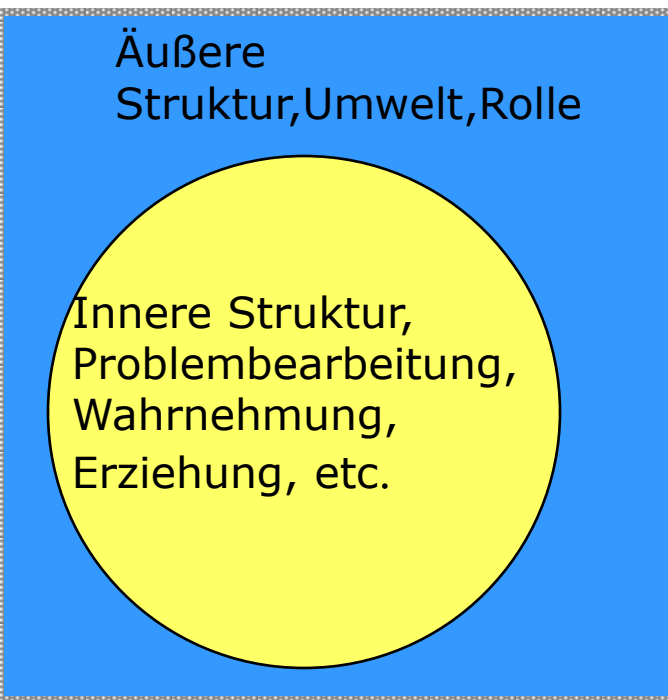 Äußere
Struktur,Umwelt,Rolle
Innere Struktur,
Problembearbeitung,
Wahrnehmung,
Erziehung, etc.